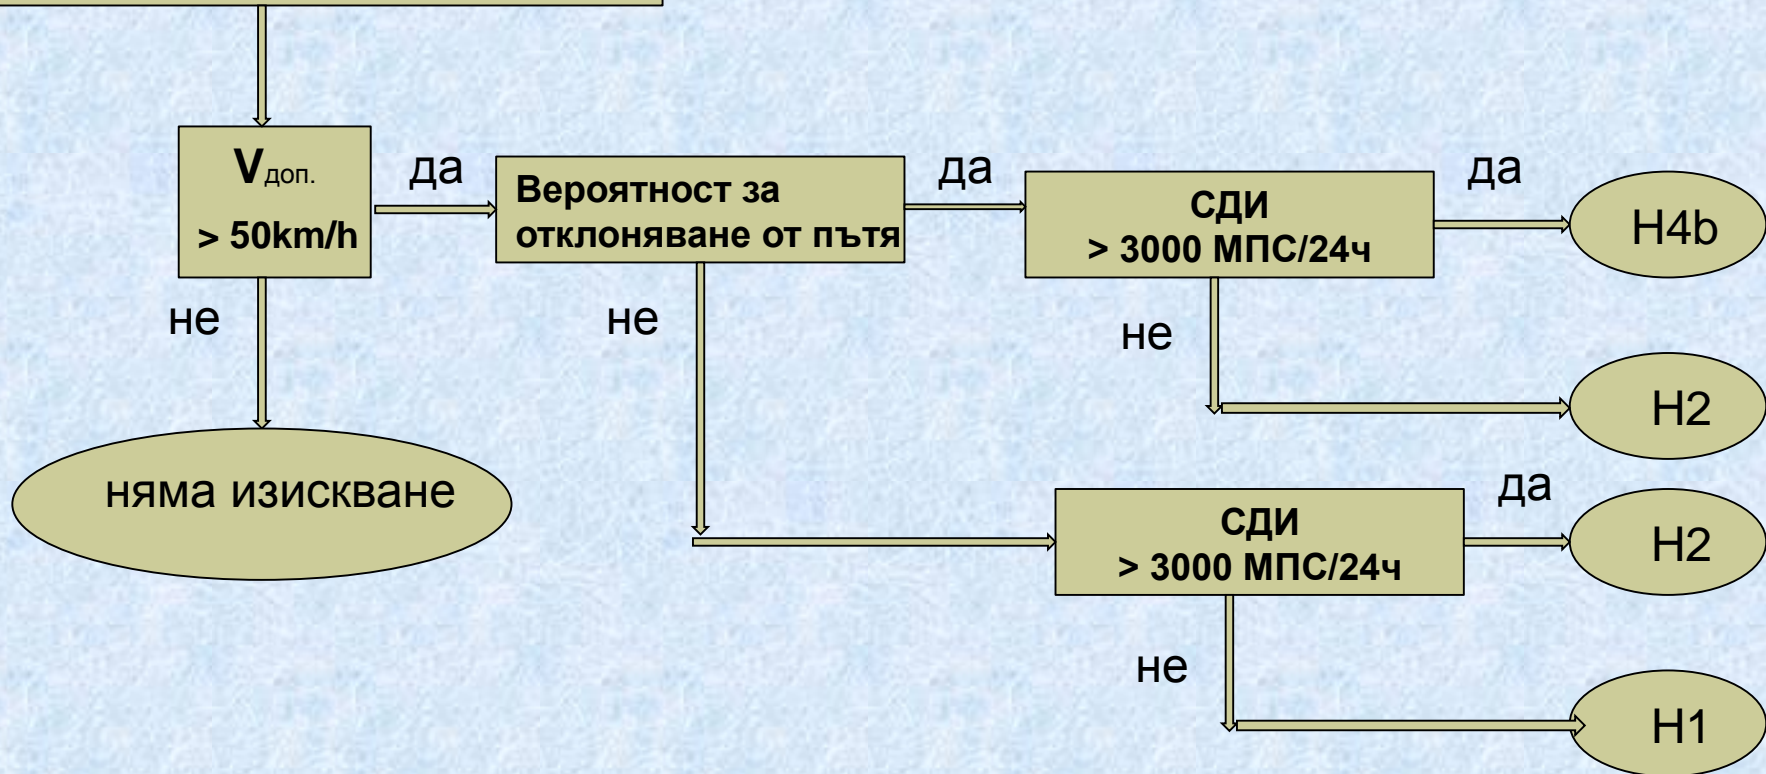 Vдоп.
> 50km/h
да
Вероятност за
отклоняване от пътя
да
СДИ
> 3000 МПС/24ч
да
H4b
не
не
не
H2
няма изискване
СДИ
> 3000 МПС/24ч
да
H2
не
H1